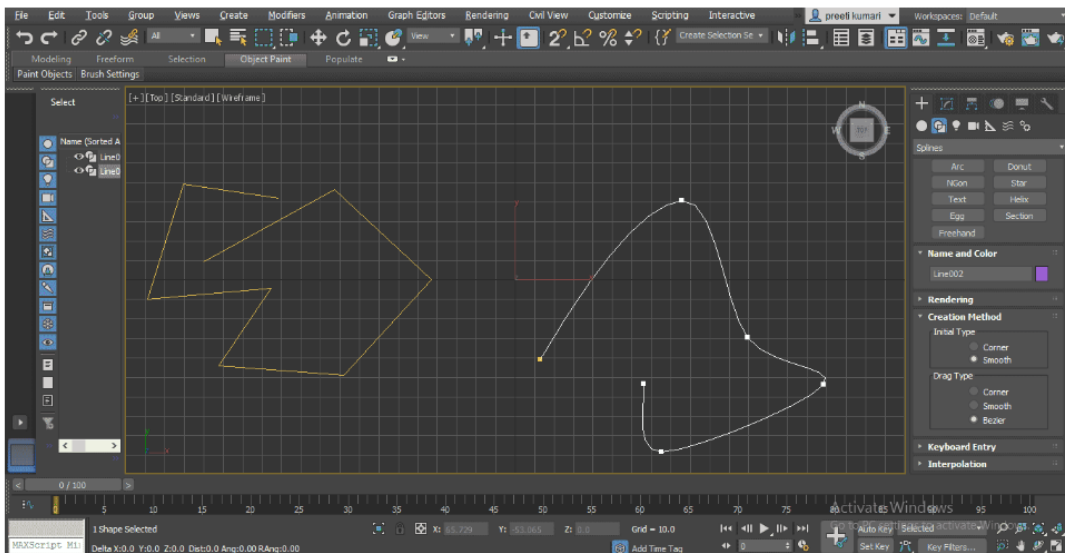 File Edit Tools Group Views Create Modifiers Animation Graph Editors Rendering Civil View Customize Scripting Interactive preeti kumari Workspaces: Default
All View Create Selection Se
Modeling Freeform Selection Object Paint Populate
Paint Objects Brush Settings
Select
[+] [Top] [Standard] [Wireframe]
N
W TOP E
S
Name (Sorted A
Line0
Line0
Splines
Arc Donut
NGon Star
Text Helix
Egg Section
Freehand
Name and Color
Line002
Rendering
Creation Method
Initial Type
Corner
Smooth
Drag Type
Corner
Smooth
Bezier
Keyboard Entry
Interpolation
y
x
< >
< 0 / 100 >
0 5 10 15 20 25 30 35 40 45 50 55 60 65 70 75 80 85 90 95 100
Activate Windows
1 Shape Selected X: 65.729 Y: -53.065 Z: 0.0 Grid = 10.0 Auto Key Selected
MAXScript Mi Delta X:0.0 Y:0.0 Z:0.0 Dist:0.0 Ang:0.00 RAng:0.00 Add Time Tag 0 Set Key Key Filters...